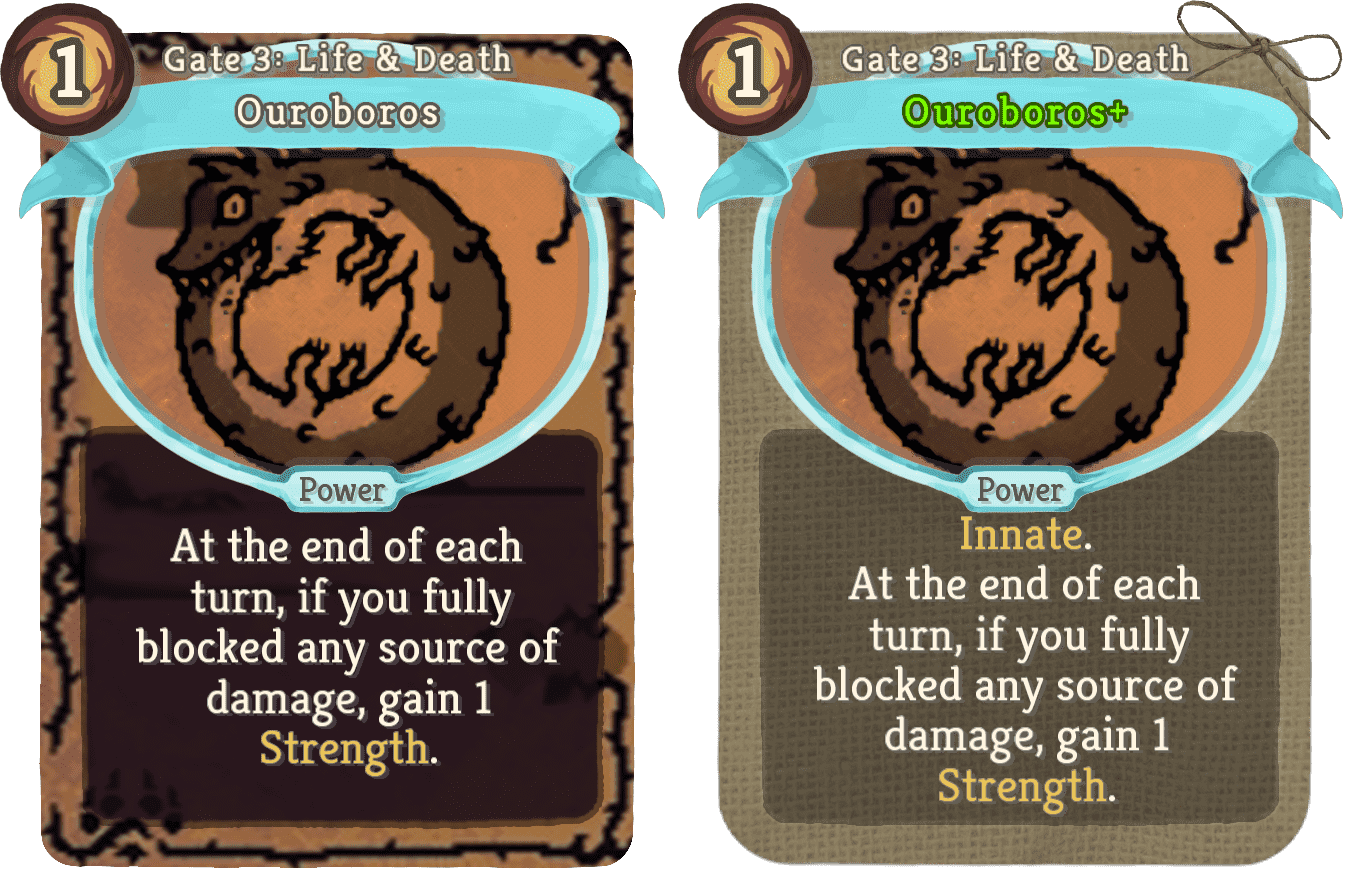 1
Gate 3: Life & Death
Ouroboros
Power
At the end of each
turn, if you fully
blocked any source of
damage, gain 1
Strength.
1
Gate 3: Life & Death
Ouroboros+
Power
Innate.
At the end of each
turn, if you fully
blocked any source of
damage, gain 1
Strength.